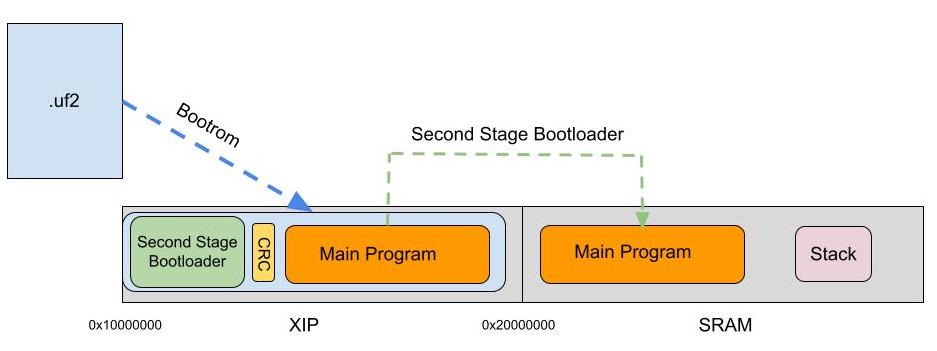 .uf2
Bootrom
Second Stage Bootloader
Second Stage
Bootloader
CRC
Main Program
Main Program
Stack
0x10000000
XIP
0x20000000
SRAM